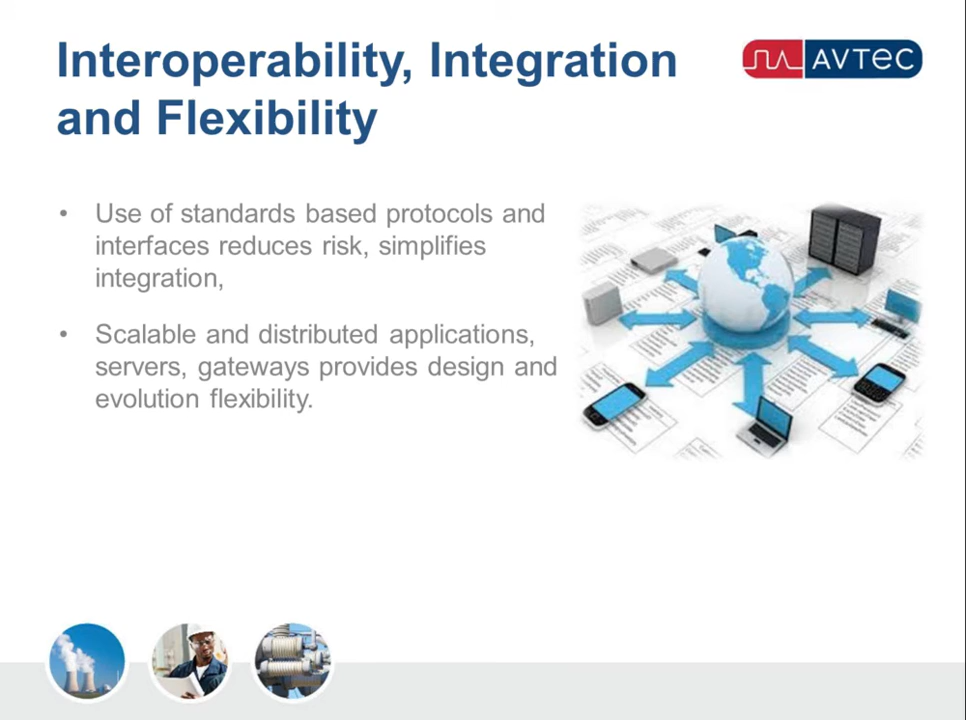 Interoperability, Integration
and Flexibility
AVTEC
• Use of standards based protocols and
interfaces reduces risk, simplifies
integration,
• Scalable and distributed applications,
servers, gateways provides design and
evolution flexibility.